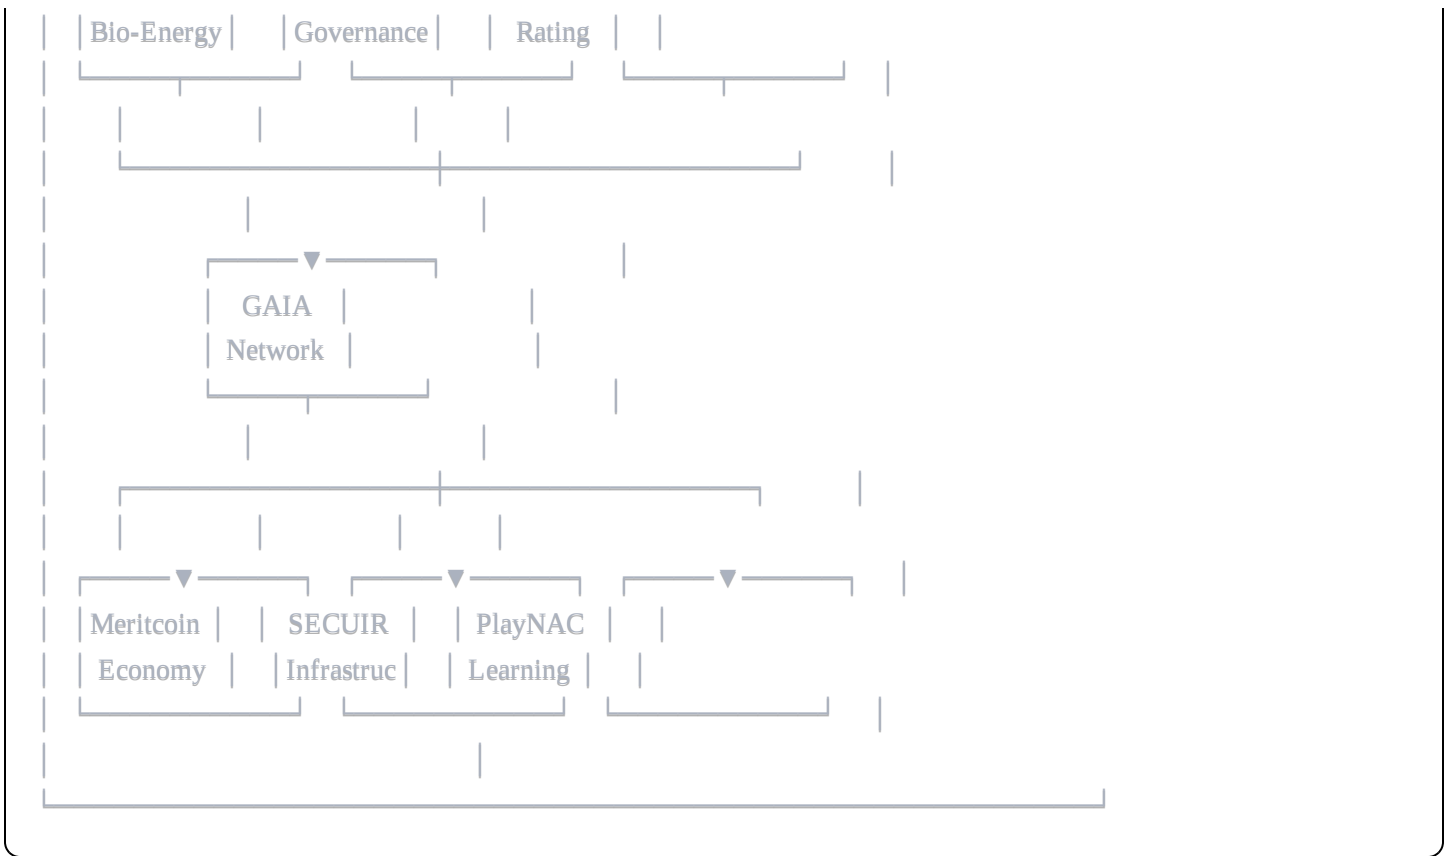 Bio-Energy Governance Rating
GAIA
Network
Meritcoin SECUIR PlayNAC
Economy Infrastruc Learning